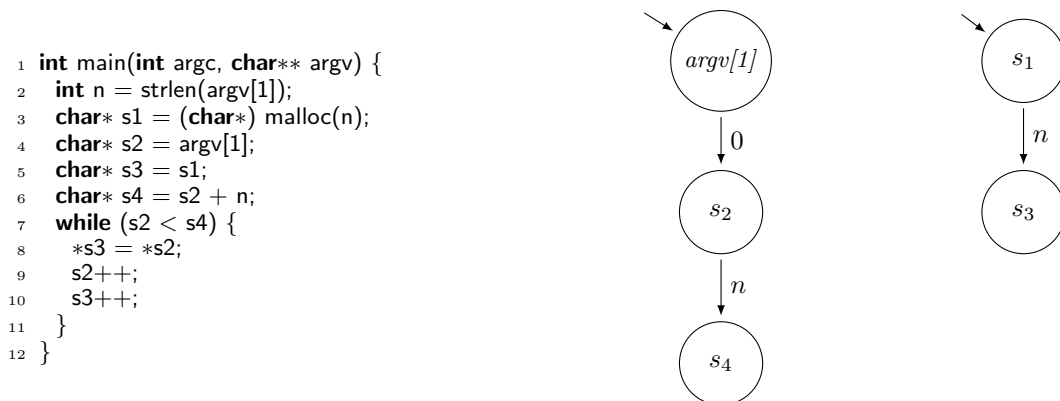 1 int main(int argc, char** argv) {
2 int n = strlen(argv[1]);
3 char* s1 = (char*) malloc(n);
4 char* s2 = argv[1];
5 char* s3 = s1;
6 char* s4 = s2 + n;
7 while (s2 < s4) {
8 *s3 = *s2;
9 s2++;
10 s3++;
11 }
12 }
argv[1]
0
s₂
n
s₄
s₁
n
s₃